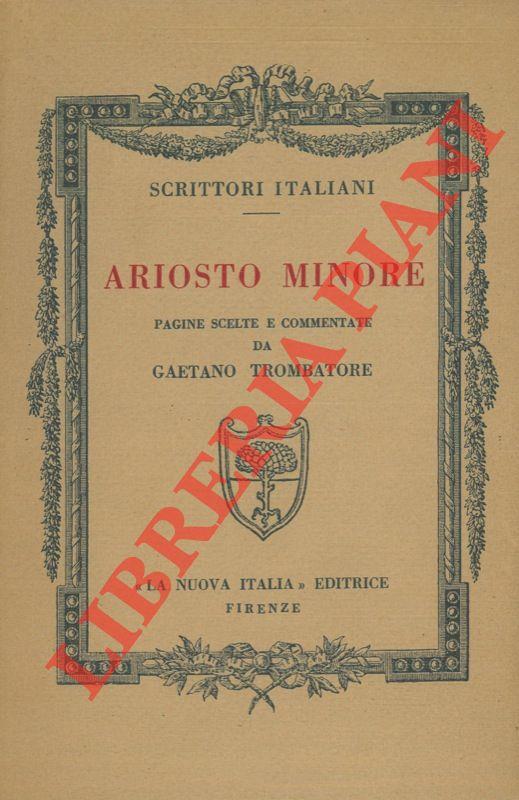 SCRITTORI ITALIANI
ARIOSTO MINORE
PAGINE SCELTE E COMMENTATE
DA
GAETANO TROMBATORE
«LA NUOVA ITALIA» EDITRICE
FIRENZE
LIBRERIA PIANI